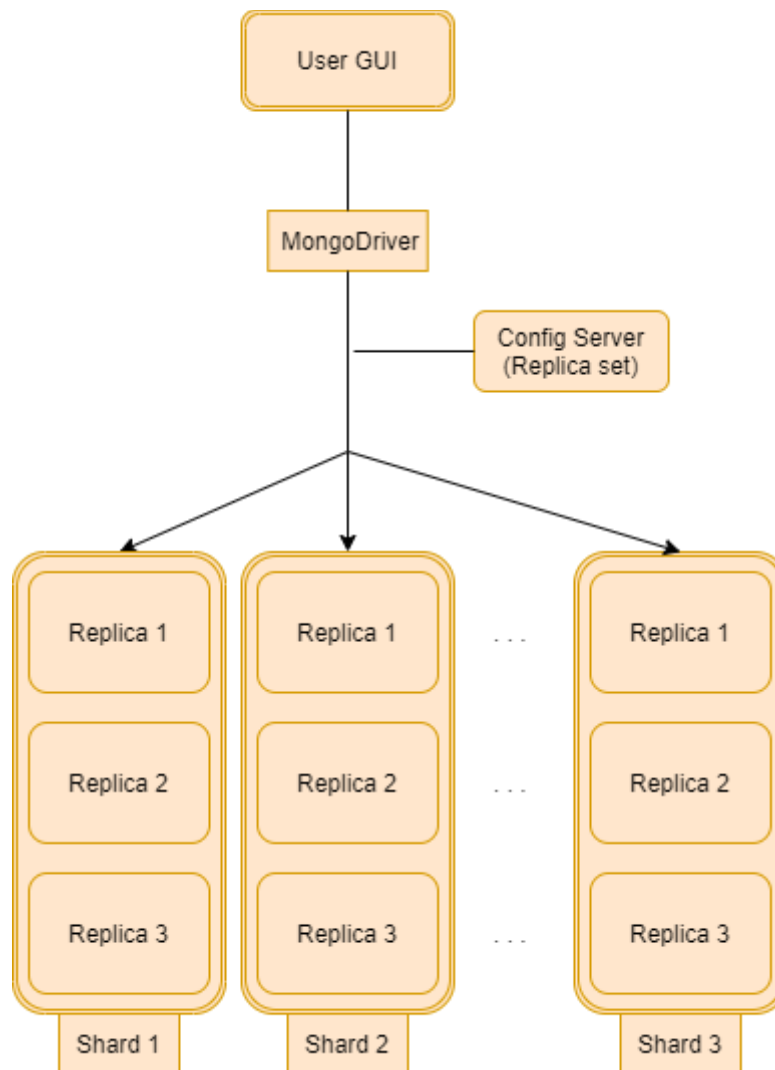 User GUI
MongoDriver
Config Server
(Replica set)
Replica 1
Replica 1
. . .
Replica 1
Replica 2
Replica 2
. . .
Replica 2
Replica 3
Replica 3
. . .
Replica 3
Shard 1
Shard 2
Shard 3